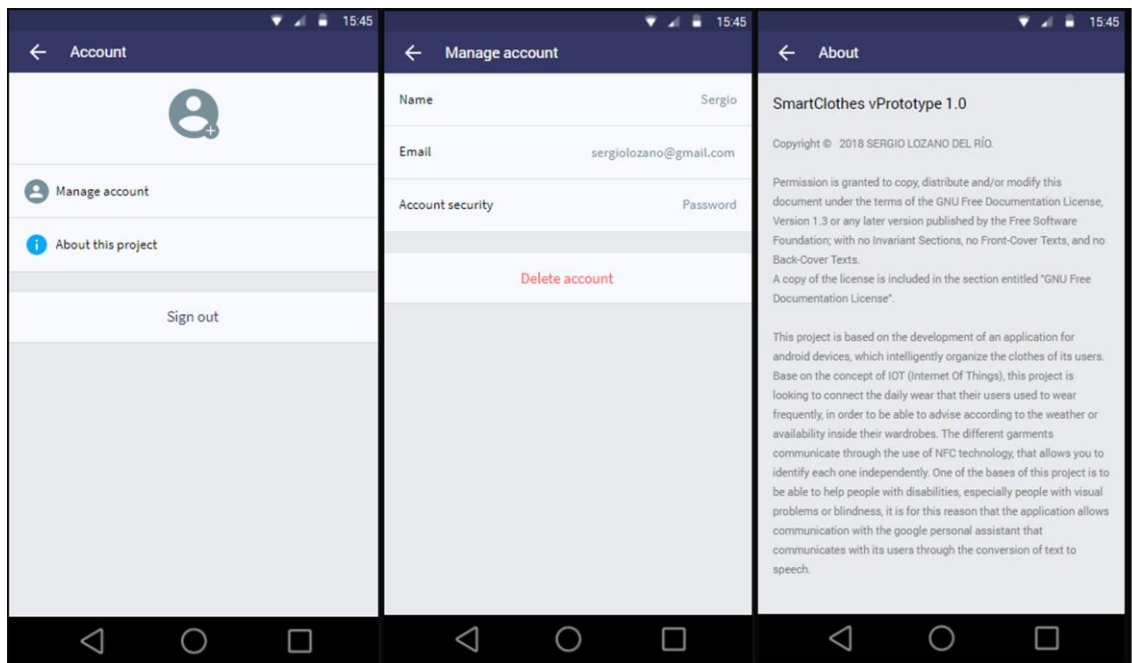 15:45
Account
Manage account
About this project
Sign out
15:45
Manage account
Name Sergio
Email sergiolozano@gmail.com
Account security Password
Delete account
15:45
About
SmartClothes vPrototype 1.0
Copyright © 2018 SERGIO LOZANO DEL RÍO.
Permission is granted to copy, distribute and/or modify this
document under the terms of the GNU Free Documentation License,
Version 1.3 or any later version published by the Free Software
Foundation; with no Invariant Sections, no Front-Cover Texts, and no
Back-Cover Texts.
A copy of the license is included in the section entitled "GNU Free
Documentation License".
This project is based on the development of an application for
android devices, which intelligently organize the clothes of its users.
Base on the concept of IOT (Internet Of Things), this project is
looking to connect the daily wear that their users used to wear
frequently, in order to be able to advise according to the weather or
availability inside their wardrobes. The different garments
communicate through the use of NFC technology, that allows you to
identify each one independently. One of the bases of this project is to
be able to help people with disabilities, especially people with visual
problems or blindness, it is for this reason that the application allows
communication with the google personal assistant that
communicates with its users through the conversion of text to
speech.